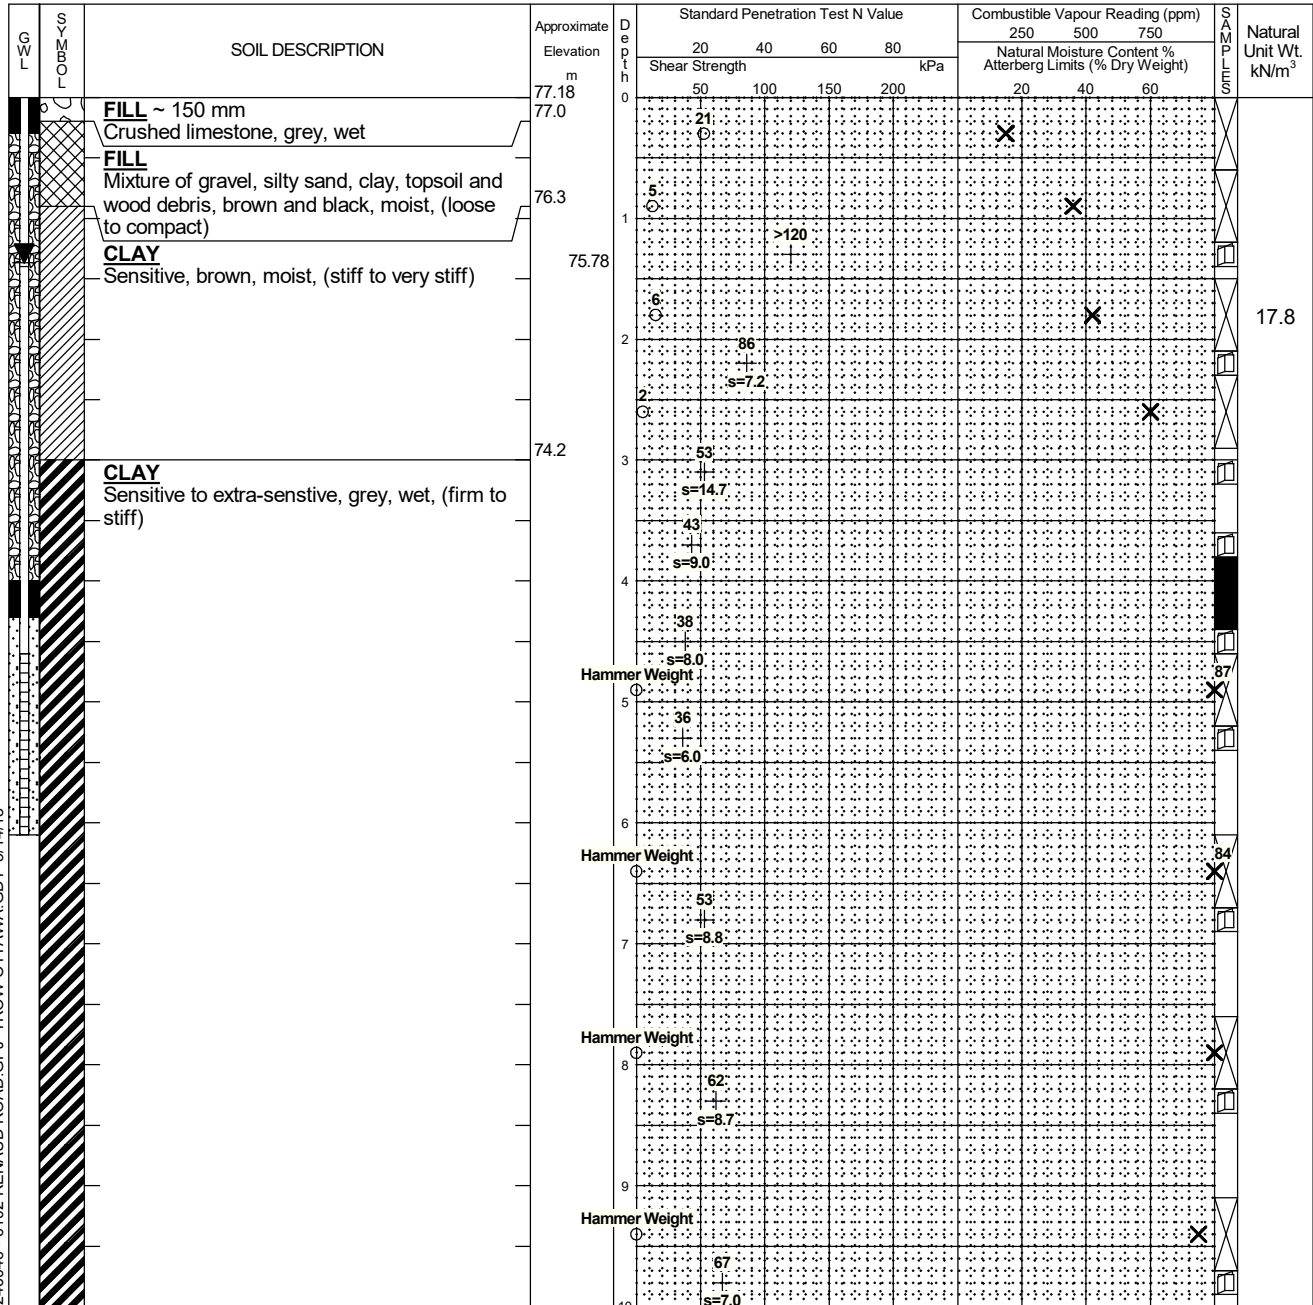 GWL
SYMBOL
SOIL DESCRIPTION
Approximate
Elevation
m
77.18
Depth
Standard Penetration Test N Value
20 40 60 80
Shear Strength kPa
50 100 150 200
Combustible Vapour Reading (ppm)
250 500 750
Natural Moisture Content %
Atterberg Limits (% Dry Weight)
20 40 60
SAMPLES
Natural
Unit Wt.
kN/m³
0
FILL ~ 150 mm
77.0
Crushed limestone, grey, wet
21
FILL
Mixture of gravel, silty sand, clay, topsoil and
wood debris, brown and black, moist, (loose
to compact)
76.3
5
1
>120
CLAY
75.78
Sensitive, brown, moist, (stiff to very stiff)
6
17.8
2
86
s=7.2
2
74.2
3
CLAY
Sensitive to extra-senstive, grey, wet, (firm to
stiff)
53
s=14.7
43
s=9.0
4
38
s=8.0
Hammer Weight
87
5
36
s=6.0
6
Hammer Weight
84
53
s=8.8
7
Hammer Weight
8
62
s=8.7
9
Hammer Weight
67
s=7.0
10